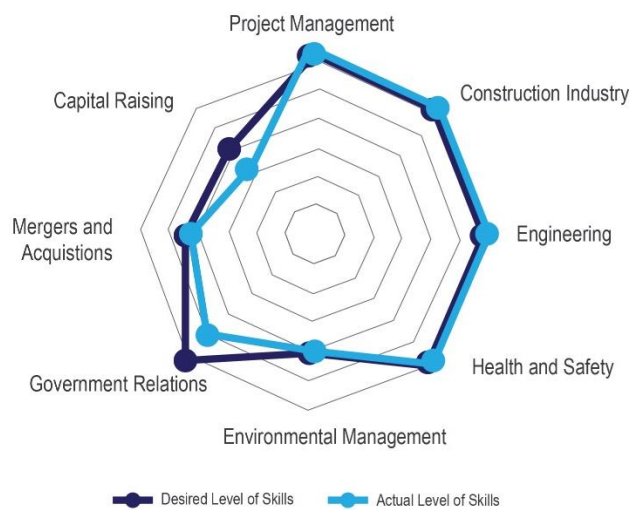 Project Management
Capital Raising
Construction Industry
Mergers and
Acquistions
Engineering
Health and Safety
Government Relations
Environmental Management
Desired Level of Skills
Actual Level of Skills